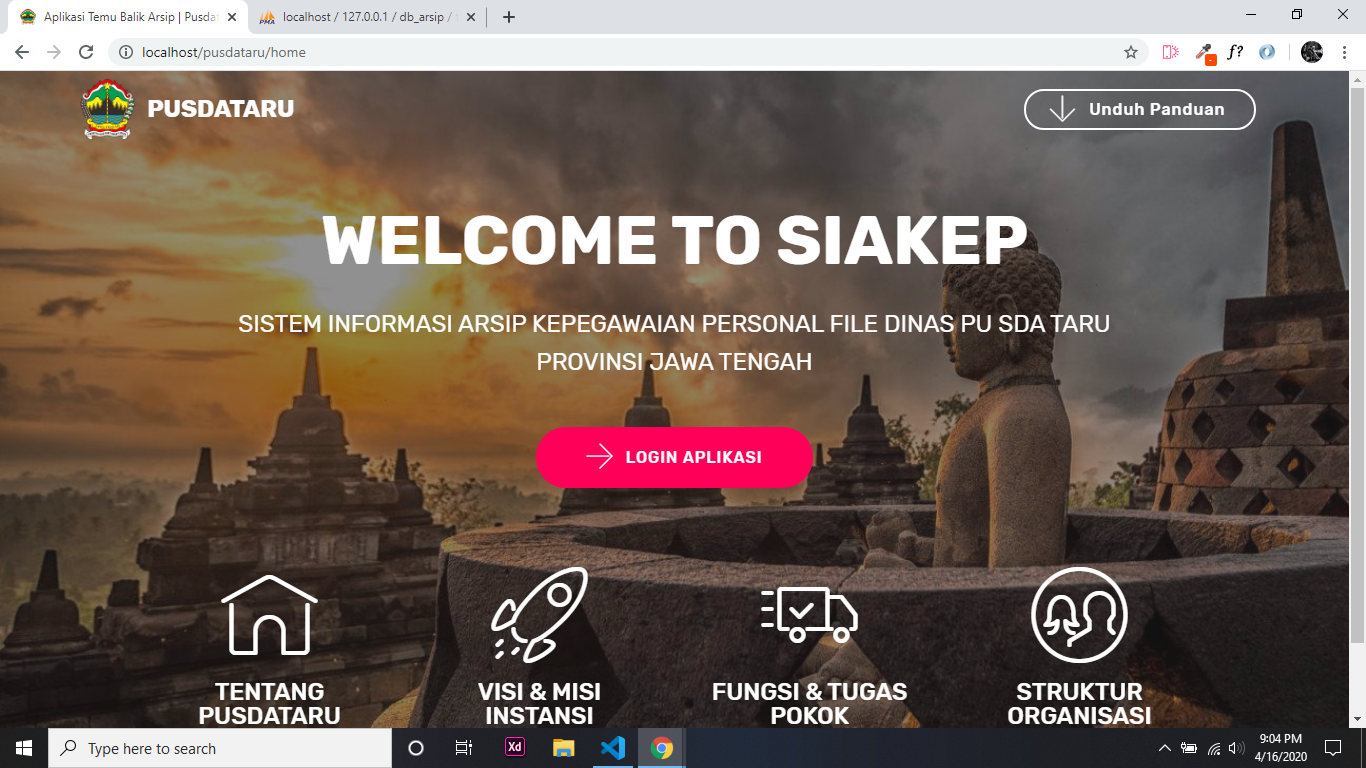 Aplikasi Temu Balik Arsip | Pusdat
localhost / 127.0.0.1 / db_arsip /
localhost/pusdataru/home
f?
PUSDATARU
Unduh Panduan
WELCOME TO SIAKEP
SISTEM INFORMASI ARSIP KEPEGAWAIAN PERSONAL FILE DINAS PU SDA TARU
PROVINSI JAWA TENGAH
LOGIN APLIKASI
TENTANG
PUSDATARU
VISI & MISI
INSTANSI
FUNGSI & TUGAS
POKOK
STRUKTUR
ORGANISASI
Type here to search
Xd
9:04 PM
4/16/2020